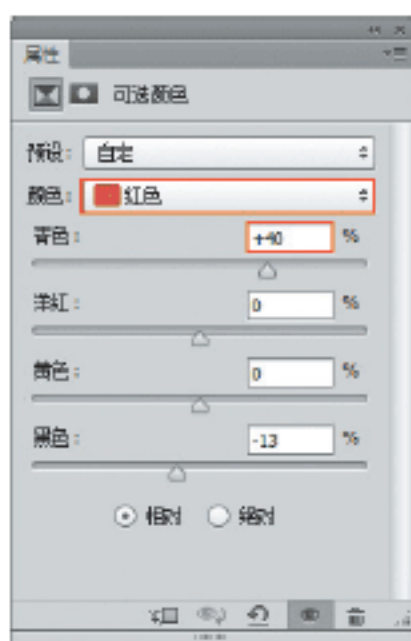 属性
可选颜色
预设： 自定
颜色： 红色
青色： +40 %
洋红： 0 %
黄色： 0 %
黑色： -13 %
相对 绝对